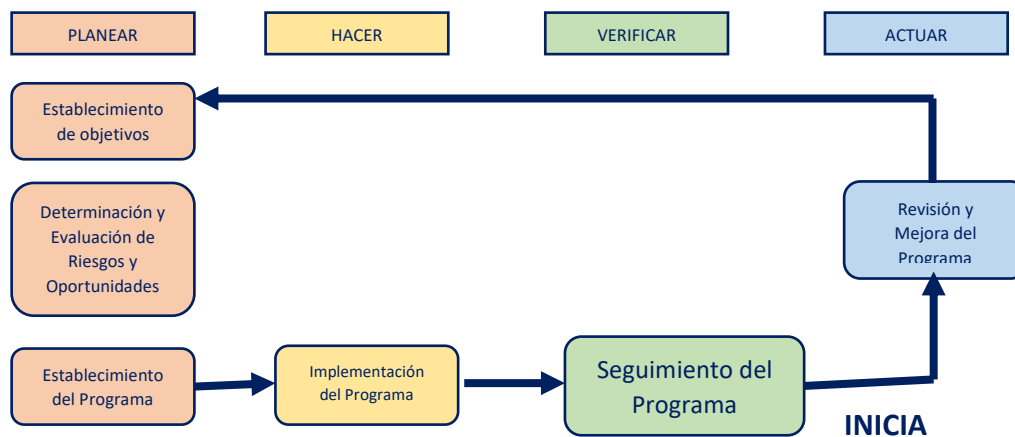 PLANEAR
HACER
VERIFICAR
ACTUAR
Establecimiento
de objetivos
Determinación y
Evaluación de
Riesgos y
Oportunidades
Revisión y
Mejora del
Programa
Establecimiento
del Programa
Implementación
del Programa
Seguimiento del
Programa
INICIA